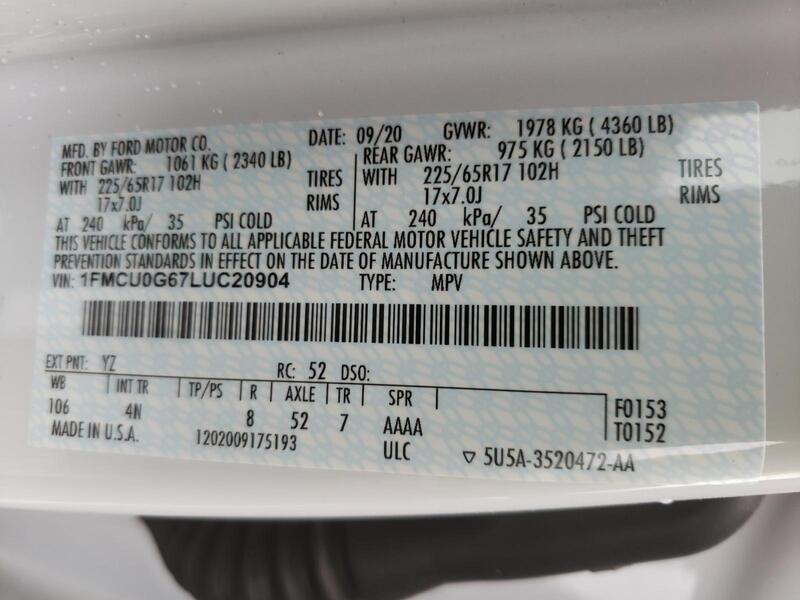 MFD. BY FORD MOTOR CO. DATE: 09/20 GVWR: 1978 KG ( 4360 LB)
FRONT GAWR: 1061 KG ( 2340 LB) REAR GAWR: 975 KG ( 2150 LB)
WITH 225/65R17 102H TIRES WITH 225/65R17 102H TIRES
17x7.0J RIMS 17x7.0J RIMS
AT 240 kPa/ 35 PSI COLD AT 240 kPa/ 35 PSI COLD
THIS VEHICLE CONFORMS TO ALL APPLICABLE FEDERAL MOTOR VEHICLE SAFETY AND THEFT
PREVENTION STANDARDS IN EFFECT ON THE DATE OF MANUFACTURE SHOWN ABOVE.
VIN: 1FMCU0G67LUC20904 TYPE: MPV
EXT PNT: YZ RC: 52 DSO:
WB INT TR TP/PS R AXLE TR SPR
106 4N 8 52 7 AAAA F0153
MADE IN U.S.A. 1202009175193 ULC T0152
▽ 5U5A-3520472-AA